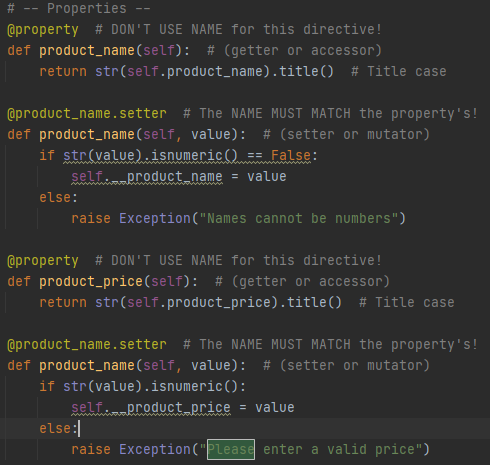 # -- Properties --
@property  # DON'T USE NAME for this directive!
def product_name(self):  # (getter or accessor)
    return str(self.product_name).title()  # Title case

@product_name.setter  # The NAME MUST MATCH the property's!
def product_name(self, value):  # (setter or mutator)
    if str(value).isnumeric() == False:
        self.__product_name = value
    else:
        raise Exception("Names cannot be numbers")

@property  # DON'T USE NAME for this directive!
def product_price(self):  # (getter or accessor)
    return str(self.product_price).title()  # Title case

@product_name.setter  # The NAME MUST MATCH the property's!
def product_name(self, value):  # (setter or mutator)
    if str(value).isnumeric():
        self.__product_price = value
    else:
        raise Exception("Please enter a valid price")